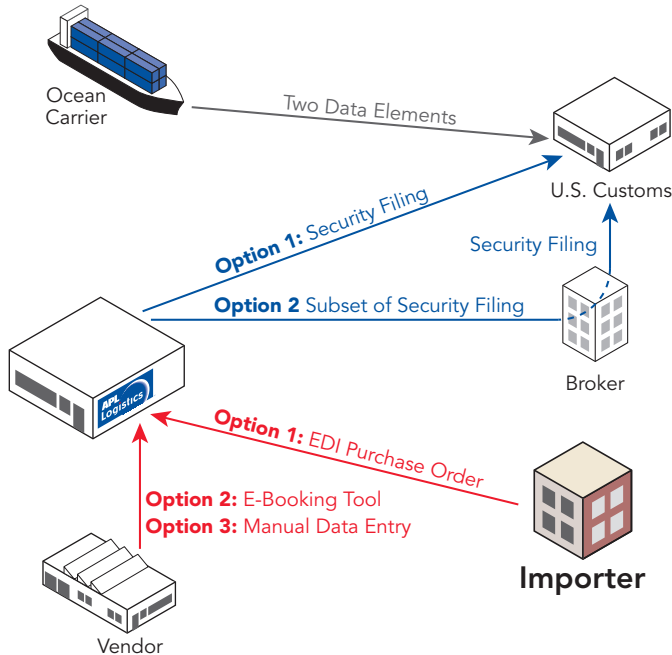 Ocean
Carrier
Two Data Elements
U.S. Customs
Option 1: Security Filing
Security Filing
Option 2 Subset of Security Filing
Broker
APL
Logistics
Option 1: EDI Purchase Order
Option 2: E-Booking Tool
Option 3: Manual Data Entry
Importer
Vendor